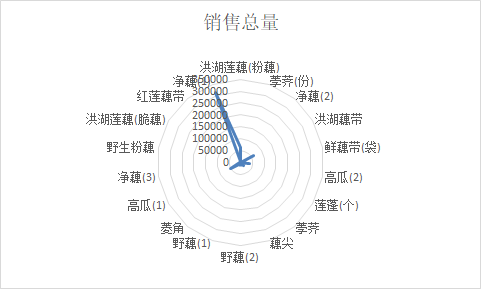 销售总量
洪湖莲藕(粉藕)
荸荠(份)
净藕(2)
洪湖藕带
鲜藕带(袋)
高瓜(2)
莲蓬(个)
荸荠
藕尖
野藕(2)
野藕(1)
菱角
高瓜(1)
净藕(3)
野生粉藕
洪湖莲藕(脆藕)
红莲藕带
净藕(1)
350000
300000
250000
200000
150000
100000
50000
0